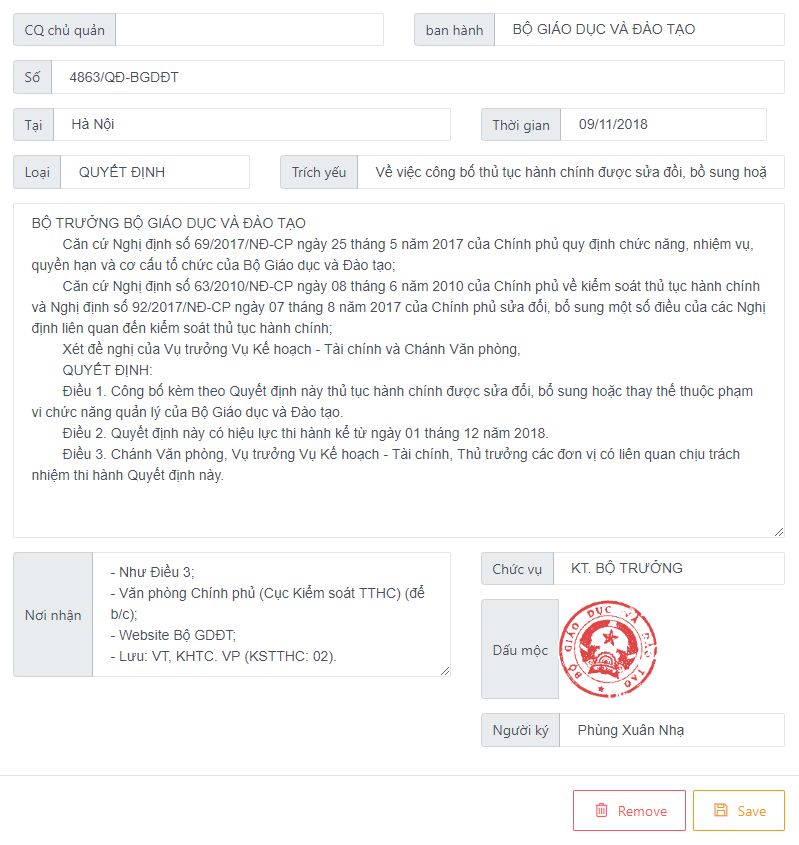 CQ chủ quản
ban hành BỘ GIÁO DỤC VÀ ĐÀO TẠO
Số 4863/QĐ-BGDĐT
Tại Hà Nội
Thời gian 09/11/2018
Loại QUYẾT ĐỊNH
Trích yếu Về việc công bố thủ tục hành chính được sửa đổi, bổ sung hoặ
BỘ TRƯỞNG BỘ GIÁO DỤC VÀ ĐÀO TẠO
Căn cứ Nghị định số 69/2017/NĐ-CP ngày 25 tháng 5 năm 2017 của Chính phủ quy định chức năng, nhiệm vụ,
quyền hạn và cơ cấu tổ chức của Bộ Giáo dục và Đào tạo;
Căn cứ Nghị định số 63/2010/NĐ-CP ngày 08 tháng 6 năm 2010 của Chính phủ về kiểm soát thủ tục hành chính
và Nghị định số 92/2017/NĐ-CP ngày 07 tháng 8 năm 2017 của Chính phủ sửa đổi, bổ sung một số điều của các Nghị
định liên quan đến kiểm soát thủ tục hành chính;
Xét đề nghị của Vụ trưởng Vụ Kế hoạch - Tài chính và Chánh Văn phòng,
QUYẾT ĐỊNH:
Điều 1. Công bố kèm theo Quyết định này thủ tục hành chính được sửa đổi, bổ sung hoặc thay thế thuộc phạm
vi chức năng quản lý của Bộ Giáo dục và Đào tạo.
Điều 2. Quyết định này có hiệu lực thi hành kể từ ngày 01 tháng 12 năm 2018.
Điều 3. Chánh Văn phòng, Vụ trưởng Vụ Kế hoạch - Tài chính, Thủ trưởng các đơn vị có liên quan chịu trách
nhiệm thi hành Quyết định này.
Nơi nhận
- Như Điều 3;
- Văn phòng Chính phủ (Cục Kiểm soát TTHC) (để
b/c);
- Website Bộ GDĐT;
- Lưu: VT, KHTC. VP (KSTTHC: 02).
Chức vụ KT. BỘ TRƯỞNG
Dấu mộc
BỘ GIÁO DỤC VÀ ĐÀO TẠO
Người ký Phùng Xuân Nhạ
Remove
Save